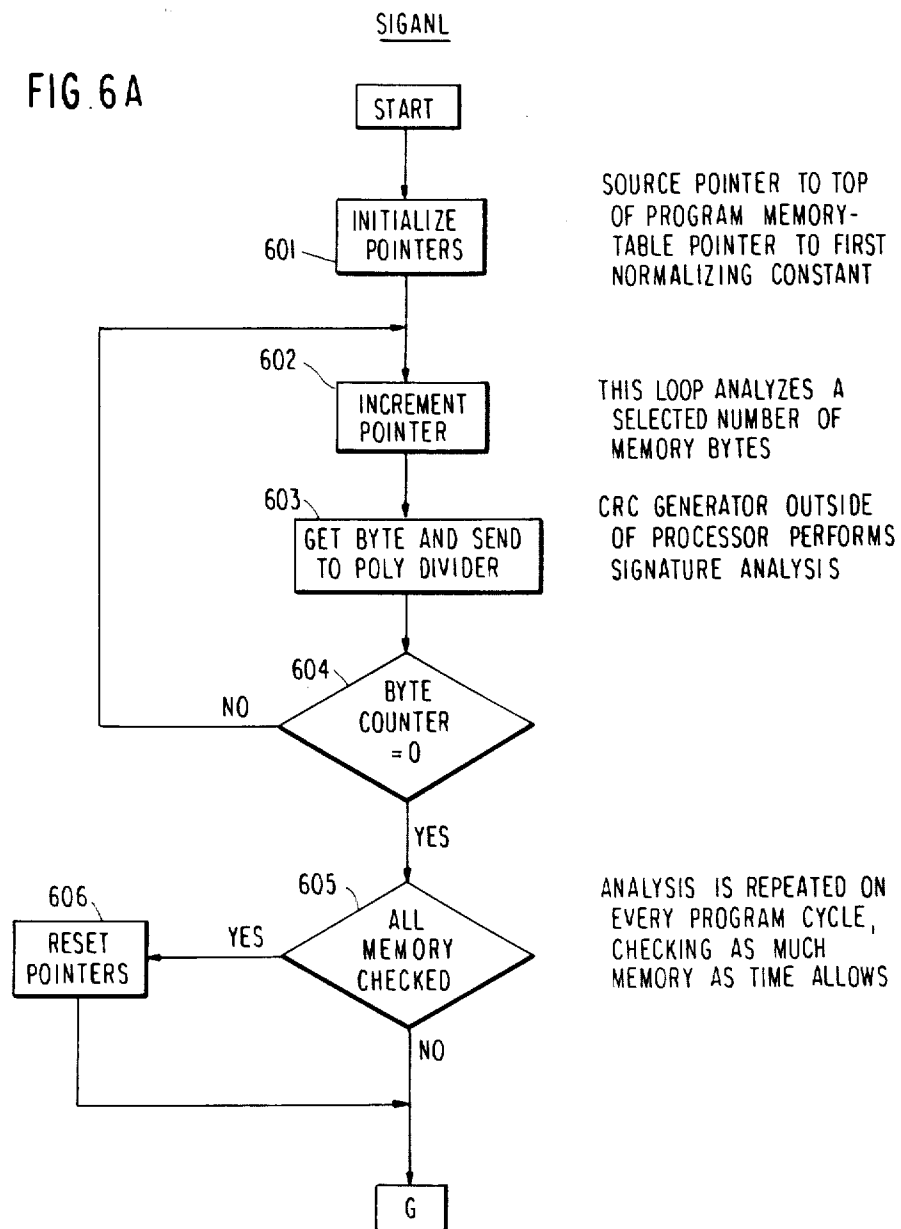 SIGANL
FIG.6A
START
INITIALIZE
POINTERS
601
SOURCE POINTER TO TOP
OF PROGRAM MEMORY-
TABLE POINTER TO FIRST
NORMALIZING CONSTANT
602
INCREMENT
POINTER
THIS LOOP ANALYZES A
SELECTED NUMBER OF
MEMORY BYTES
603
GET BYTE AND SEND
TO POLY DIVIDER
CRC GENERATOR OUTSIDE
OF PROCESSOR PERFORMS
SIGNATURE ANALYSIS
604
BYTE
COUNTER
=0
NO
YES
605
ALL
MEMORY
CHECKED
YES
606
RESET
POINTERS
ANALYSIS IS REPEATED ON
EVERY PROGRAM CYCLE,
CHECKING AS MUCH
MEMORY AS TIME ALLOWS
NO
G